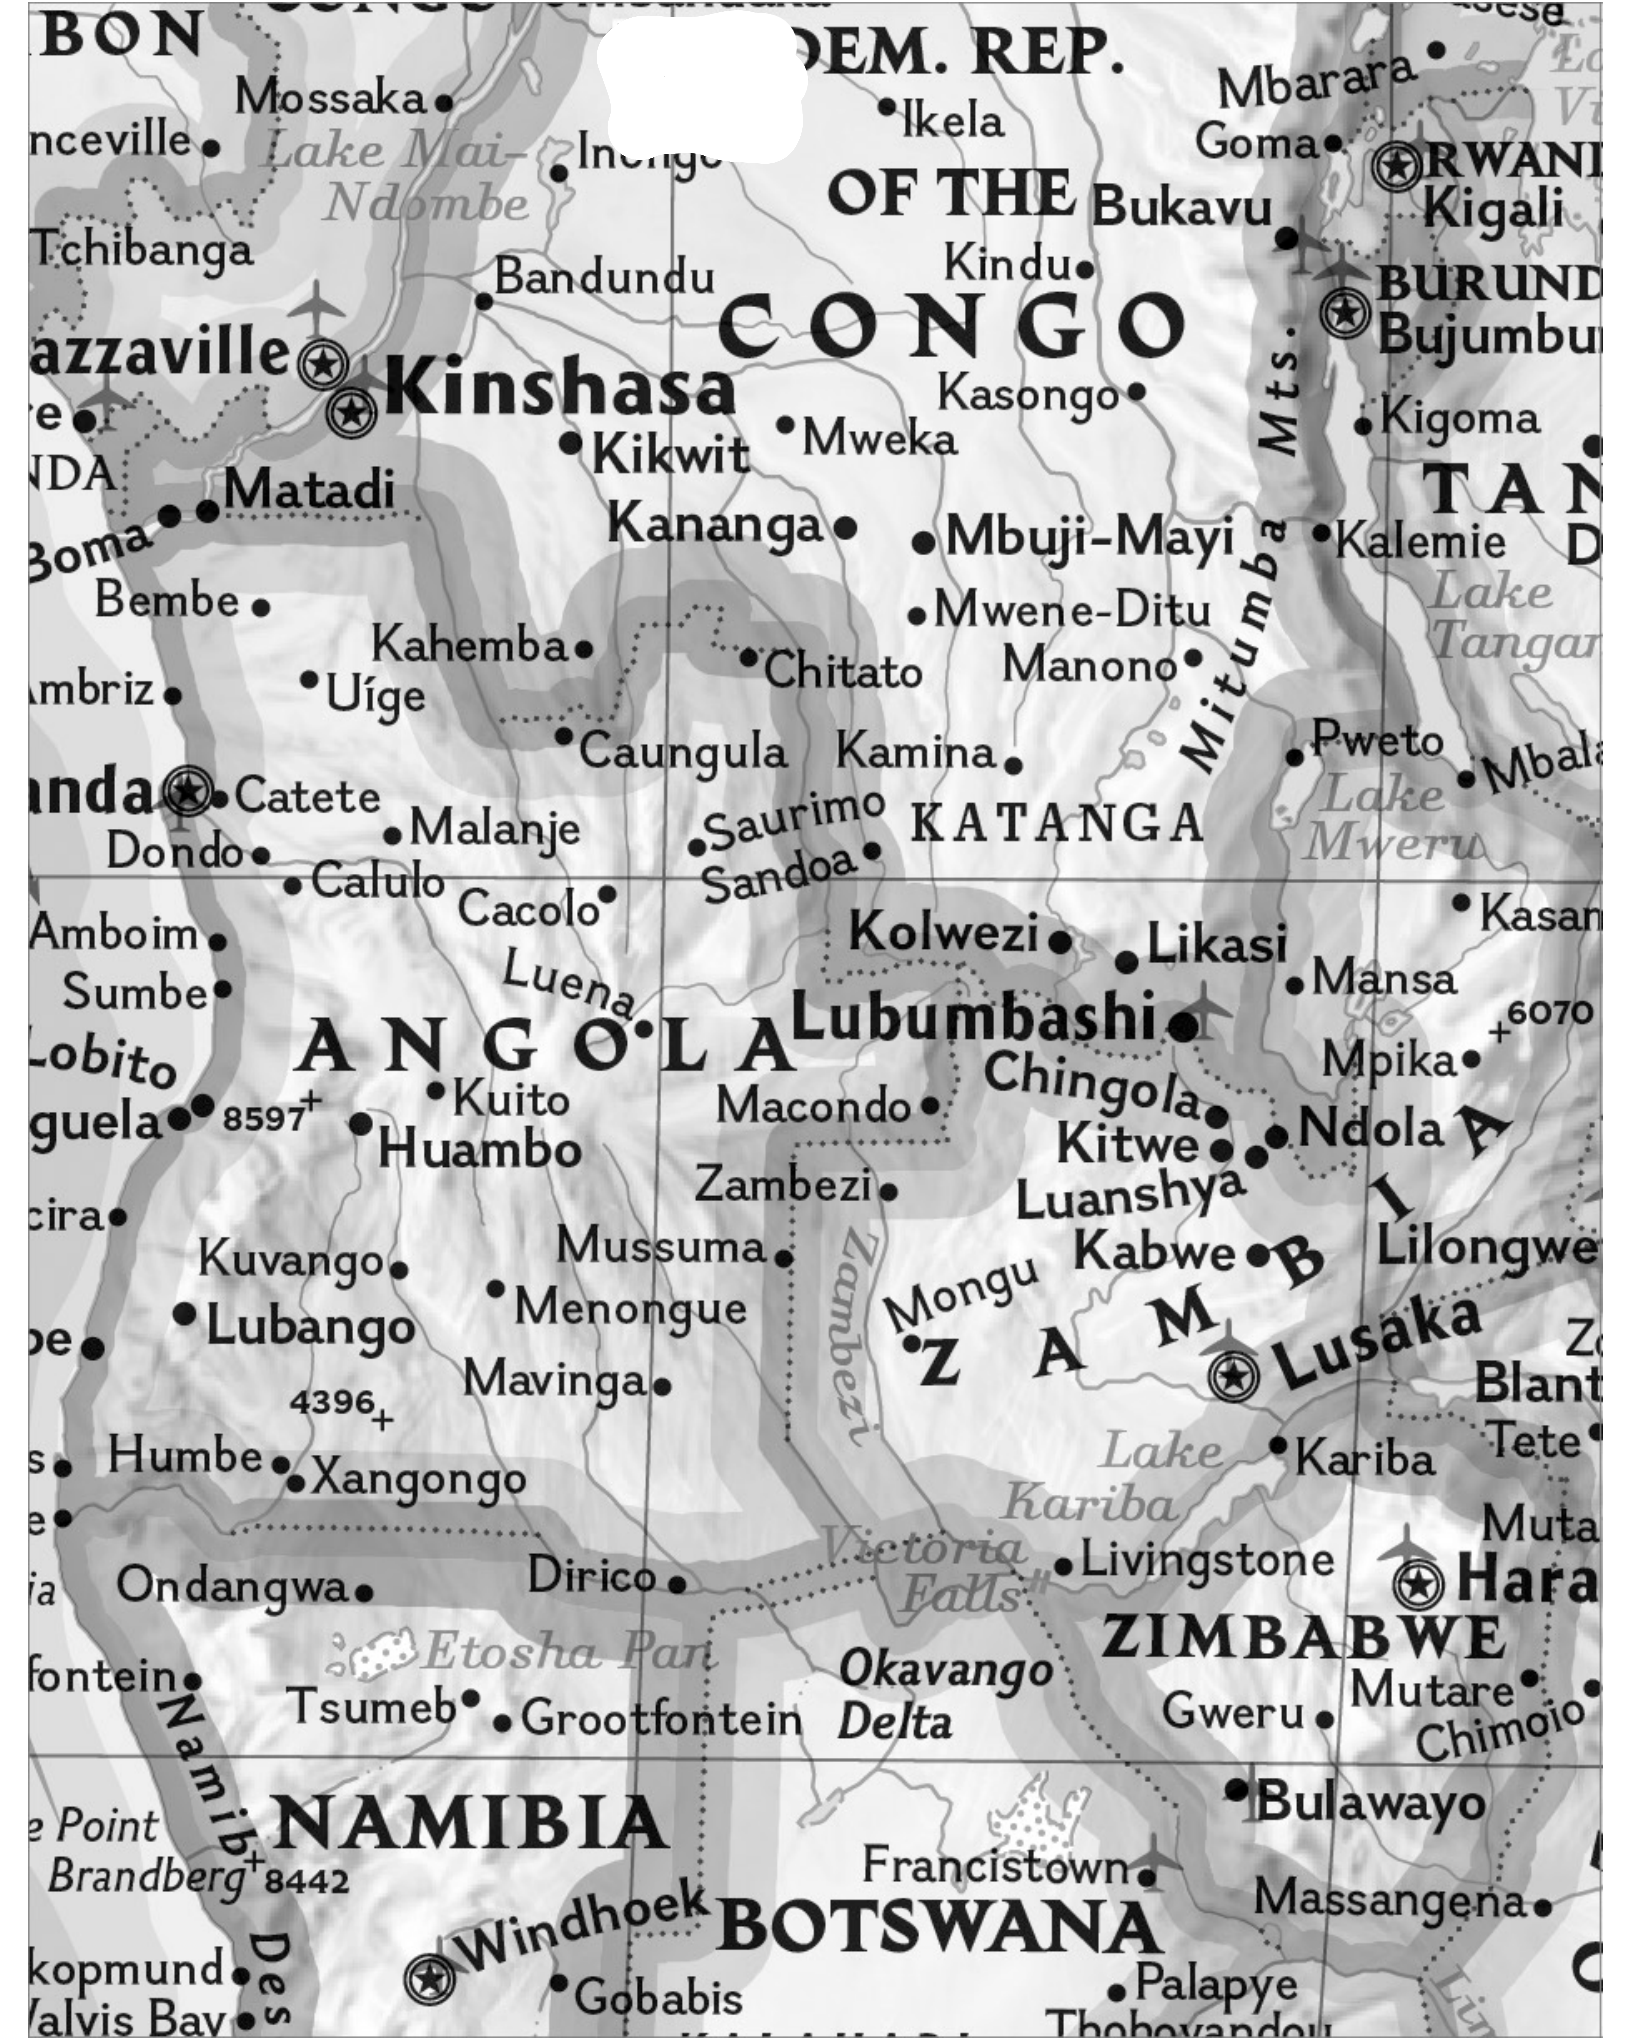 BON
DEM. REP.
Mossaka
Ikela
Mbarara
nceville
Lake Mai-
Ndombe
Goma
RWAN
Kigali
OF THE
Bukavu
Tchibanga
Bandundu
Kindu
BURUND
Bujumbu
CONGO
azzaville
Kinshasa
Kasongo
Kigoma
Mts.
e
Kikwit
Mweka
NDA
Matadi
TAN
Kananga
Mbuji-Mayi
Kalemie
D
Boma
Bembe
Mwene-Ditu
Lake
Tangan
Kahemba
Chitato
Manono
Mitumba
Ambriz
Uíge
Caungula
Kamina
Pweto
Mbala
anda
Catete
Malanje
Saurimo
KATANGA
Lake
Mweru
Dondo
Sandoa
Calulo
Cacolo
Kasam
Amboim
Kolwezi
Likasi
Sumbe
Luena
Mansa
6070
ANGOLA
Lubumbashi
Mpika
Lobito
Chingola
Kuito
Macondo
guela
8597
Huambo
Kitwe
Ndola
Zambezi
Luanshya
cira
Kuvango
Mussuma
Kabwe
Lilongwe
Menongue
Zambezi
Mongu
Lubango
ZAMBIA
Lusaka
be
Mavinga
Blant
4396
Humbe
Xangongo
Lake
Kariba
Kariba
Tete
s
e
Victoria
Falls
Livingstone
Muta
Hara
ia
Ondangwa
Dirico
ZIMBABWE
Etosha Pan
Okavango
Delta
fontein
Tsumeb
Grootfontein
Gweru
Mutare
Chimoio
Namib
Des
NAMIBIA
Bulawayo
e Point
Brandberg
8442
Francistown
Windhoek
BOTSWANA
Massangena
kopmund
Gobabis
Palapye
Walvis Bay
Thohoyandou